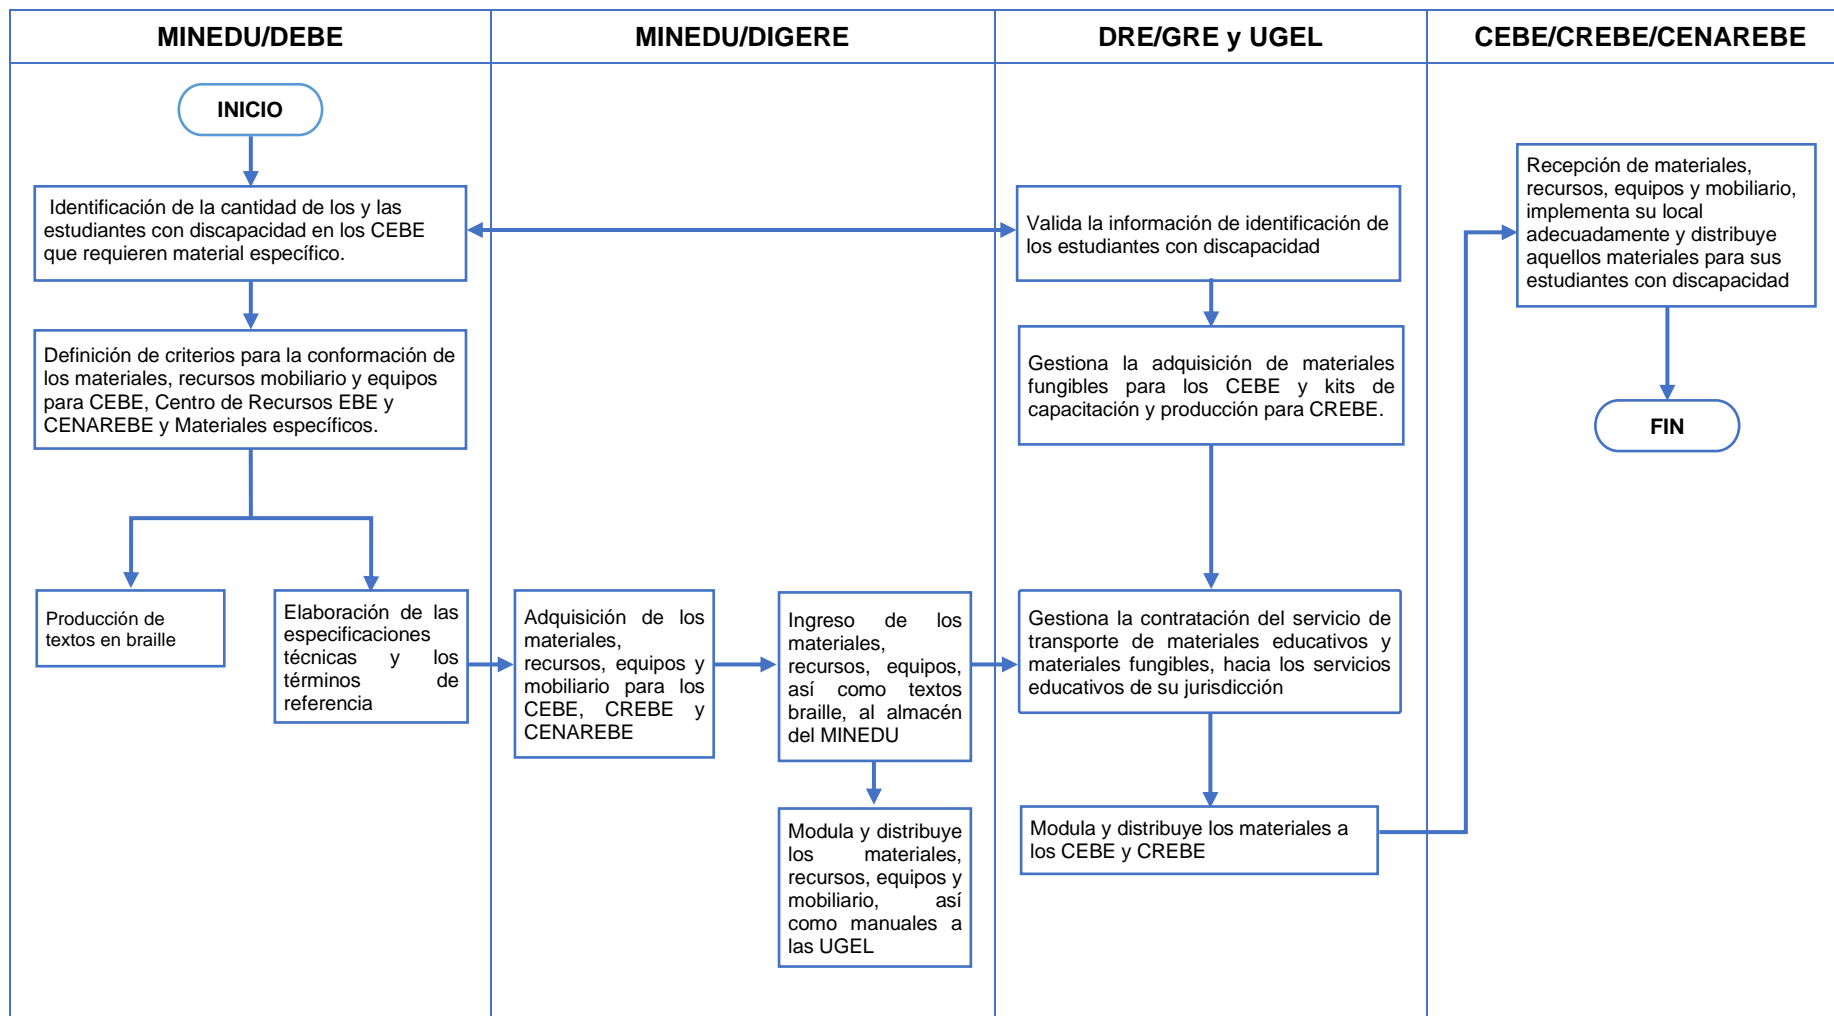 MINEDU/DEBE
MINEDU/DIGERE
DRE/GRE y UGEL
CEBE/CREBE/CENAREBE
INICIO
Identificación de la cantidad de los y las
estudiantes con discapacidad en los CEBE
que requieren material específico.
Definición de criterios para la conformación de
los materiales, recursos mobiliario y equipos
para CEBE, Centro de Recursos EBE y
CENAREBE y Materiales específicos.
Producción de
textos en braille
Elaboración de las
especificaciones
técnicas y los
términos de
referencia
Adquisición de los
materiales,
recursos, equipos y
mobiliario para los
CEBE, CREBE y
CENAREBE
Ingreso de los
materiales,
recursos, equipos,
así como textos
braille, al almacén
del MINEDU
Modula y distribuye
los materiales,
recursos, equipos y
mobiliario, así
como manuales a
las UGEL
Valida la información de identificación de
los estudiantes con discapacidad
Gestiona la adquisición de materiales
fungibles para los CEBE y kits de
capacitación y producción para CREBE.
Gestiona la contratación del servicio de
transporte de materiales educativos y
materiales fungibles, hacia los servicios
educativos de su jurisdicción
Modula y distribuye los materiales a
los CEBE y CREBE
Recepción de materiales,
recursos, equipos y mobiliario,
implementa su local
adecuadamente y distribuye
aquellos materiales para sus
estudiantes con discapacidad
FIN